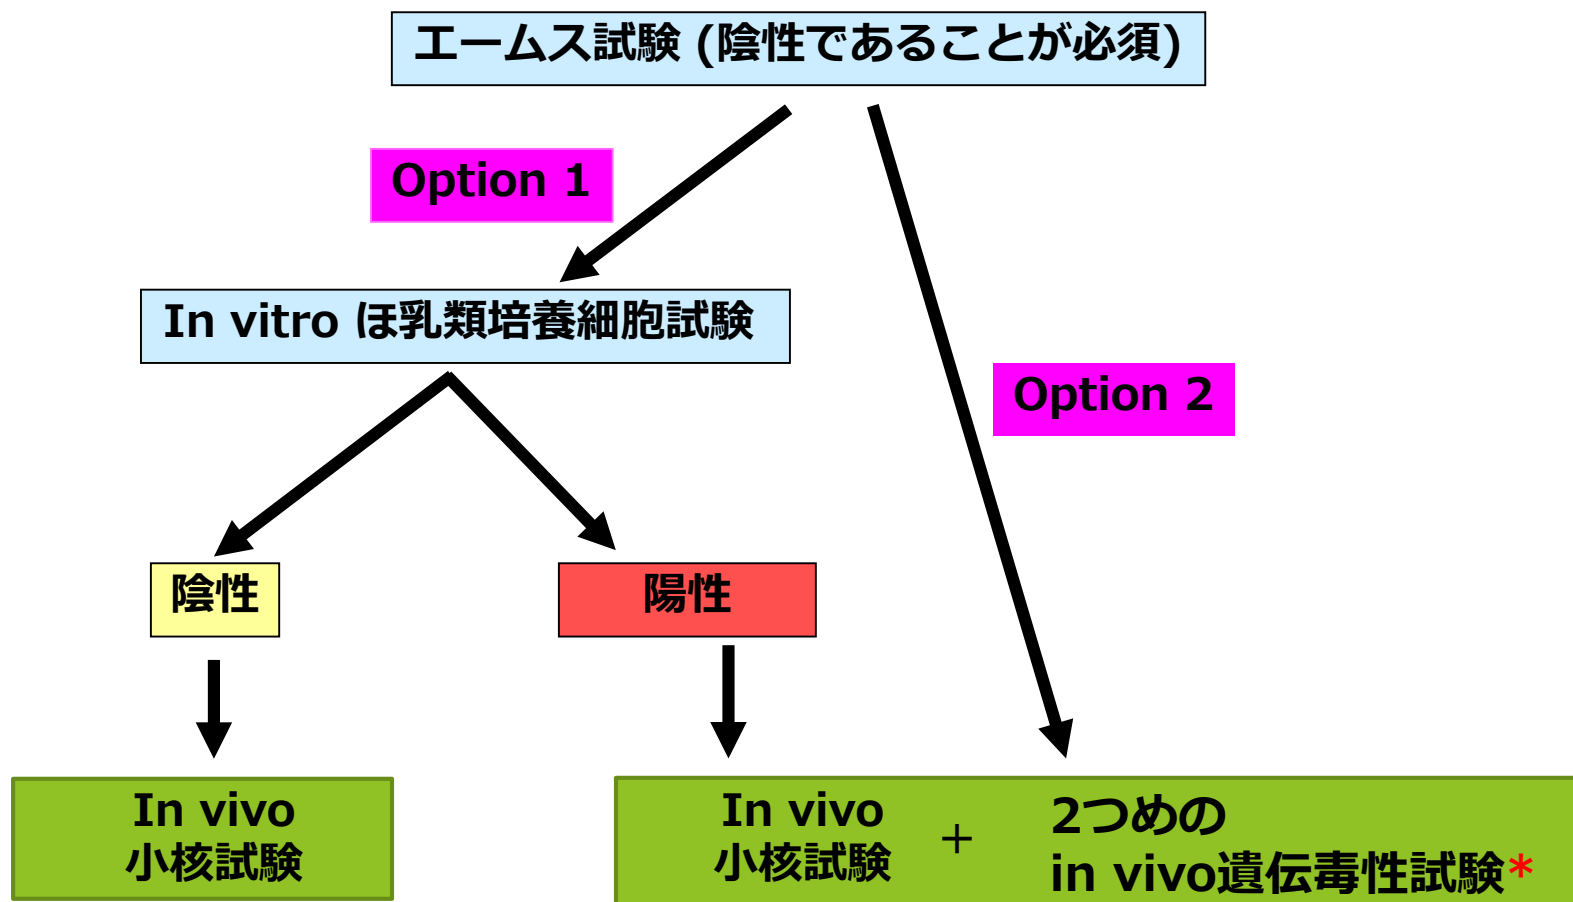 エームス試験 (陰性であることが必須)
Option 1
In vitro ほ乳類培養細胞試験
Option 2
陰性
陽性
In vivo
小核試験
In vivo
小核試験
+
2つめの
in vivo遺伝毒性試験*